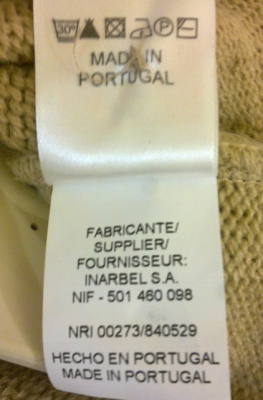 30°
MADE IN
PORTUGAL
FABRICANTE/
SUPPLIER/
FOURNISSEUR:
INARBEL S.A.
NIF - 501 460 098
NRI 00273/840529
HECHO EN PORTUGAL
MADE IN PORTUGAL